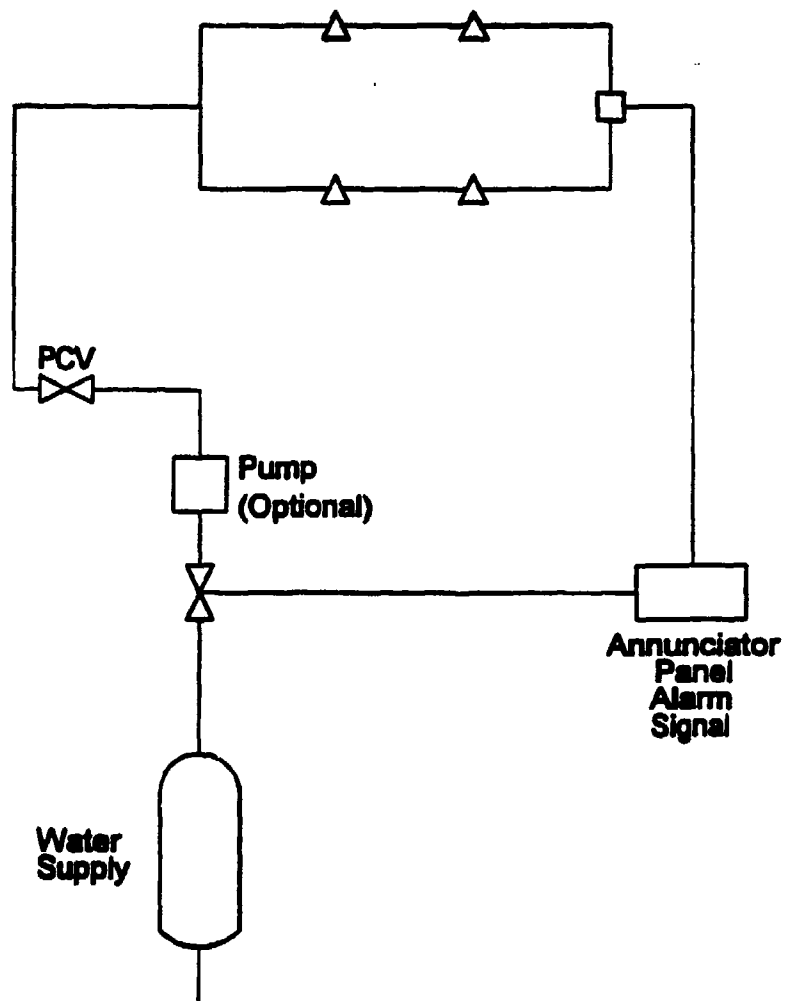 PCV
Pump
(Optional)
Annunciator
Panel
Alarm
Signal
Water
Supply